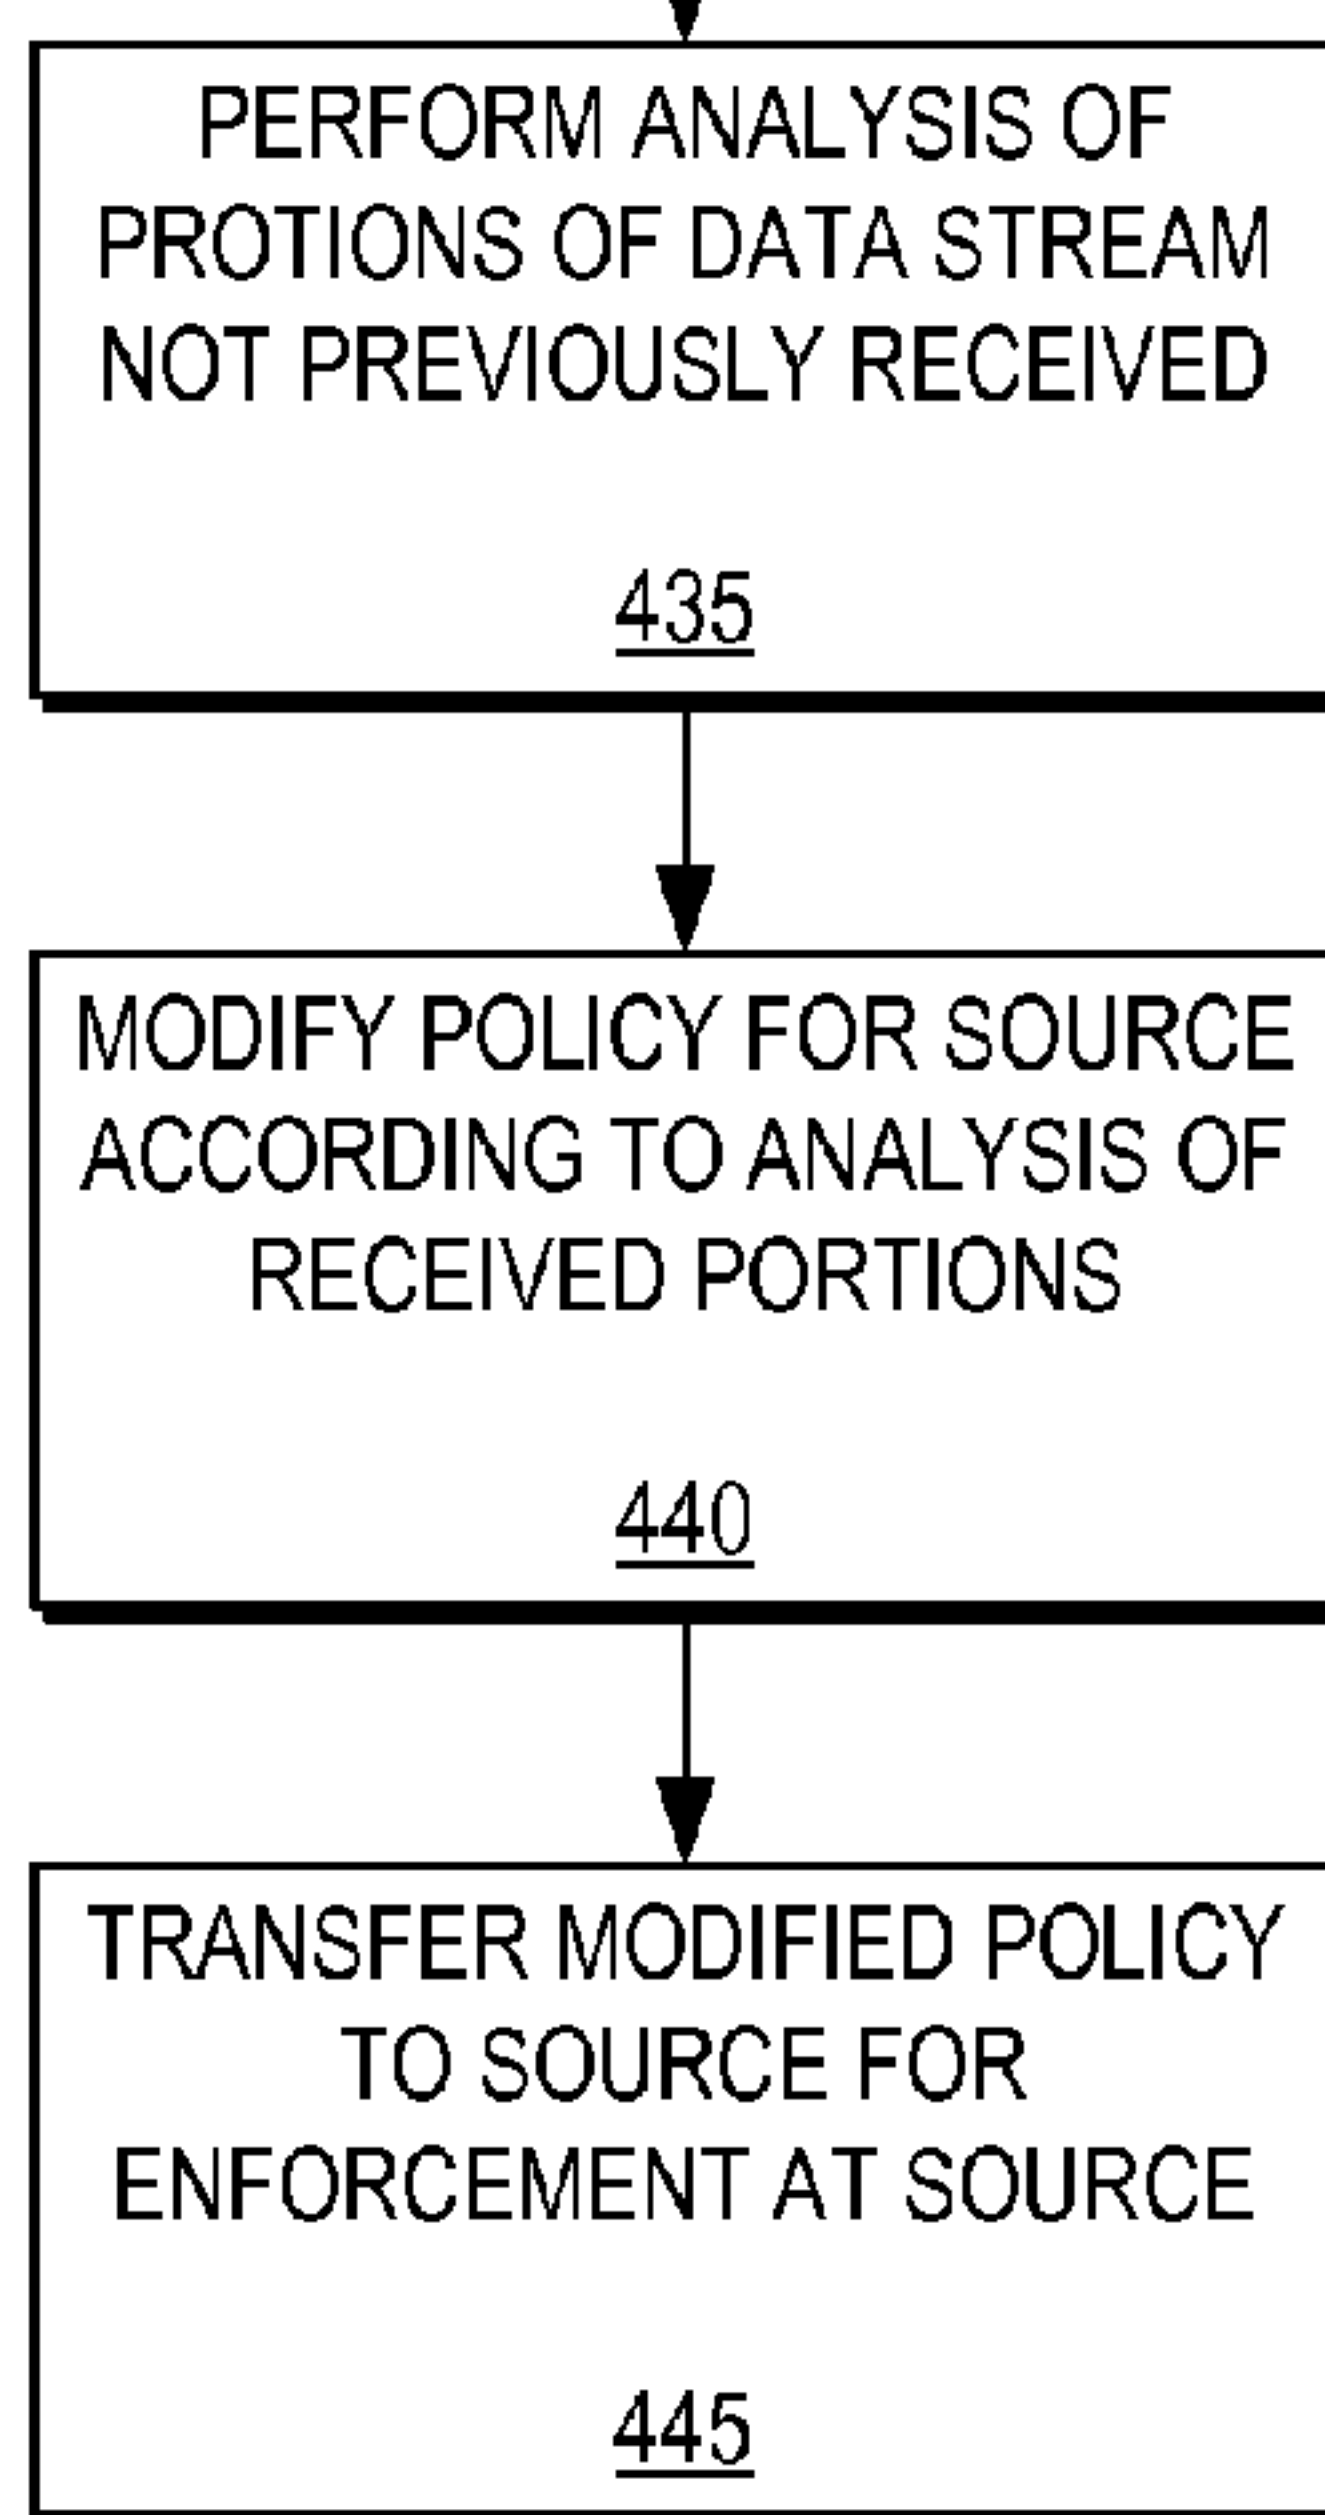 PERFORM ANALYSIS OF
PROTIONS OF DATA STREAM
NOT PREVIOUSLY RECEIVED
435
MODIFY POLICY FOR SOURCE
ACCORDING TO ANALYSIS OF
RECEIVED PORTIONS
440
TRANSFER MODIFIED POLICY
TO SOURCE FOR
ENFORCEMENT AT SOURCE
445